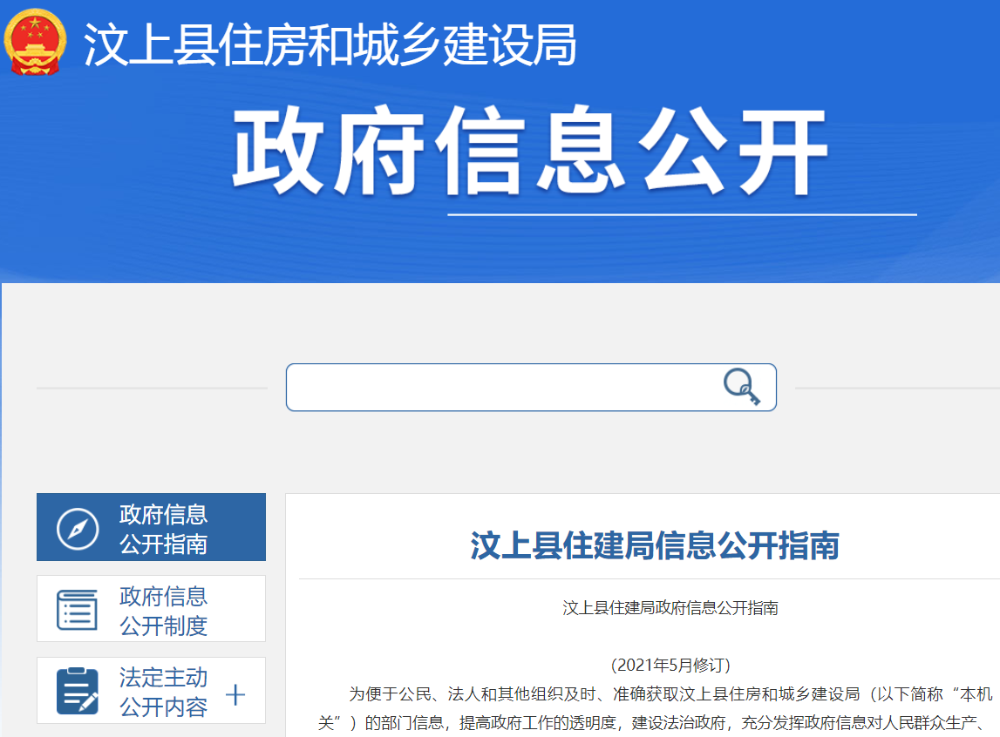 汶上县住房和城乡建设局
政府信息公开
政府信息
公开指南
政府信息
公开制度
法定主动
公开内容
汶上县住建局信息公开指南
汶上县住建局政府信息公开指南
（2021年5月修订）
为便于公民、法人和其他组织及时、准确获取汶上县住房和城乡建设局（以下简称“本机
关”）的部门信息，提高政府工作的透明度，建设法治政府，充分发挥政府信息对人民群众生产、